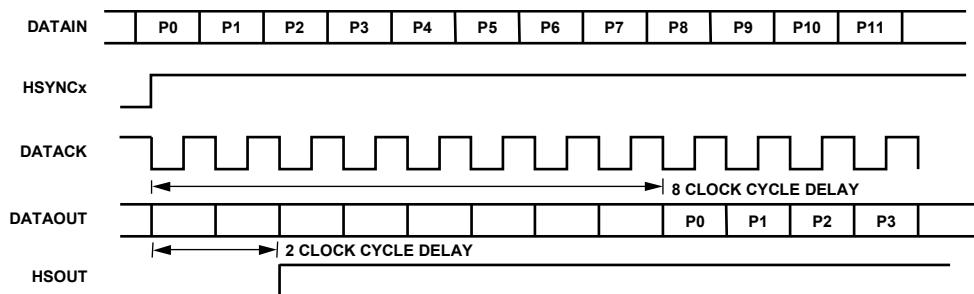 DATAIN P0 P1 P2 P3 P4 P5 P6 P7 P8 P9 P10 P11
HSYNCx
DATACK
8 CLOCK CYCLE DELAY
DATAOUT P0 P1 P2 P3
2 CLOCK CYCLE DELAY
HSOUT